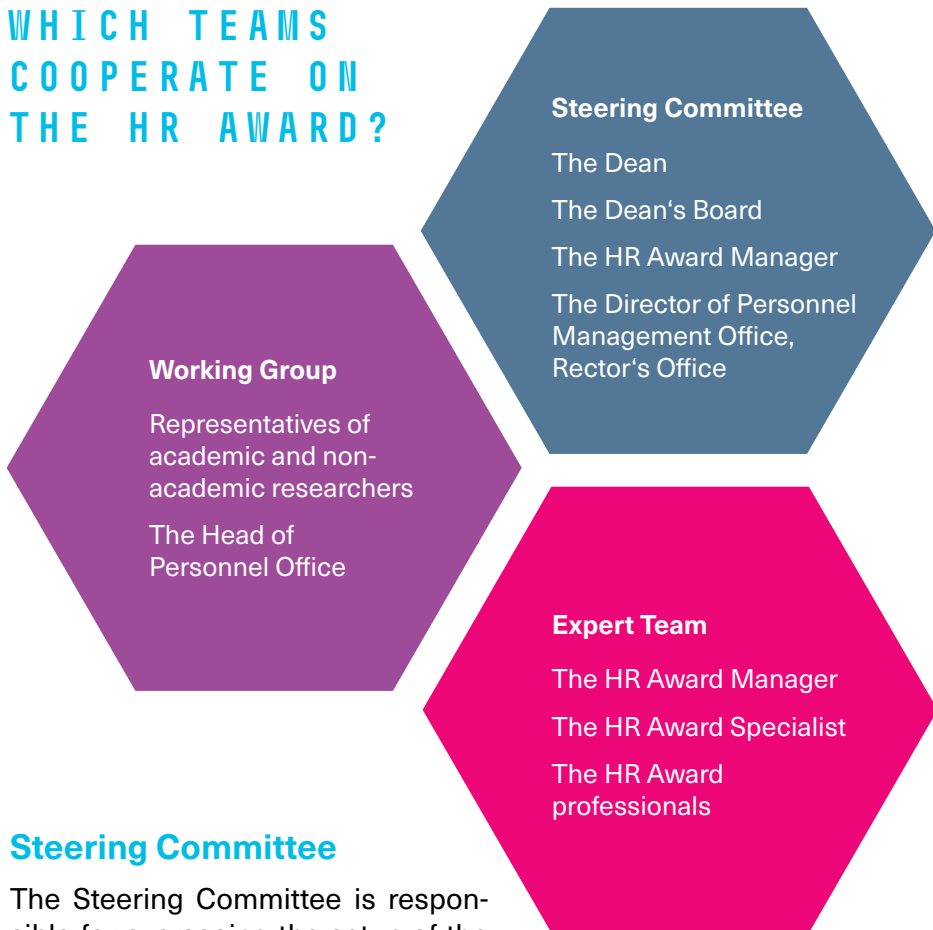 WHICH TEAMS
COOPERATE ON
THE HR AWARD?
Steering Committee
The Dean
The Dean‘s Board
The HR Award Manager
The Director of Personnel
Management Office,
Rector‘s Office
Working Group
Representatives of
academic and non-
academic researchers
The Head of
Personnel Office
Expert Team
The HR Award Manager
The HR Award Specialist
The HR Award
professionals
Steering Committee
The Steering Committee is respon-